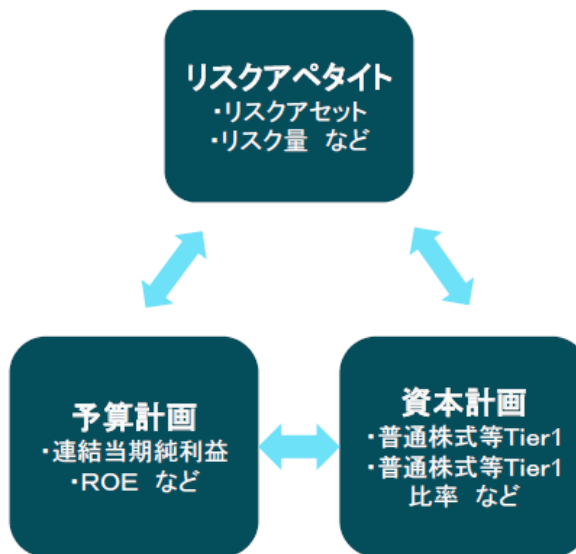 リスクアペタイト
・リスクアセット
・リスク量 など
予算計画
・連結当期純利益
・ROE など
資本計画
・普通株式等Tier1
・普通株式等Tier1
比率 など